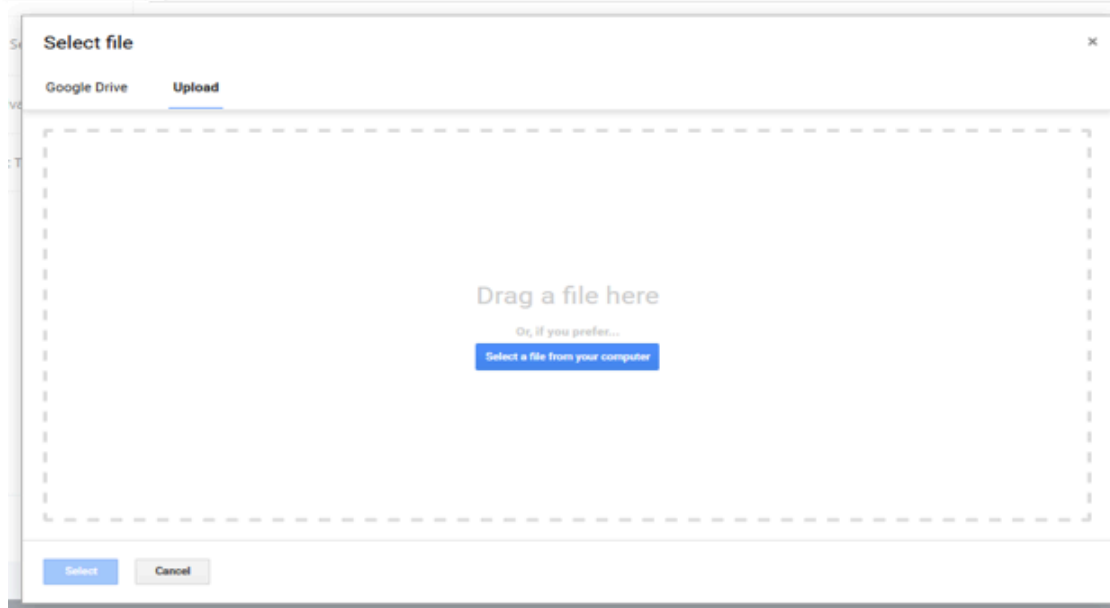 Select file
×
Google Drive Upload
Drag a file here
Or, if you prefer...
Select a file from your computer
Select Cancel